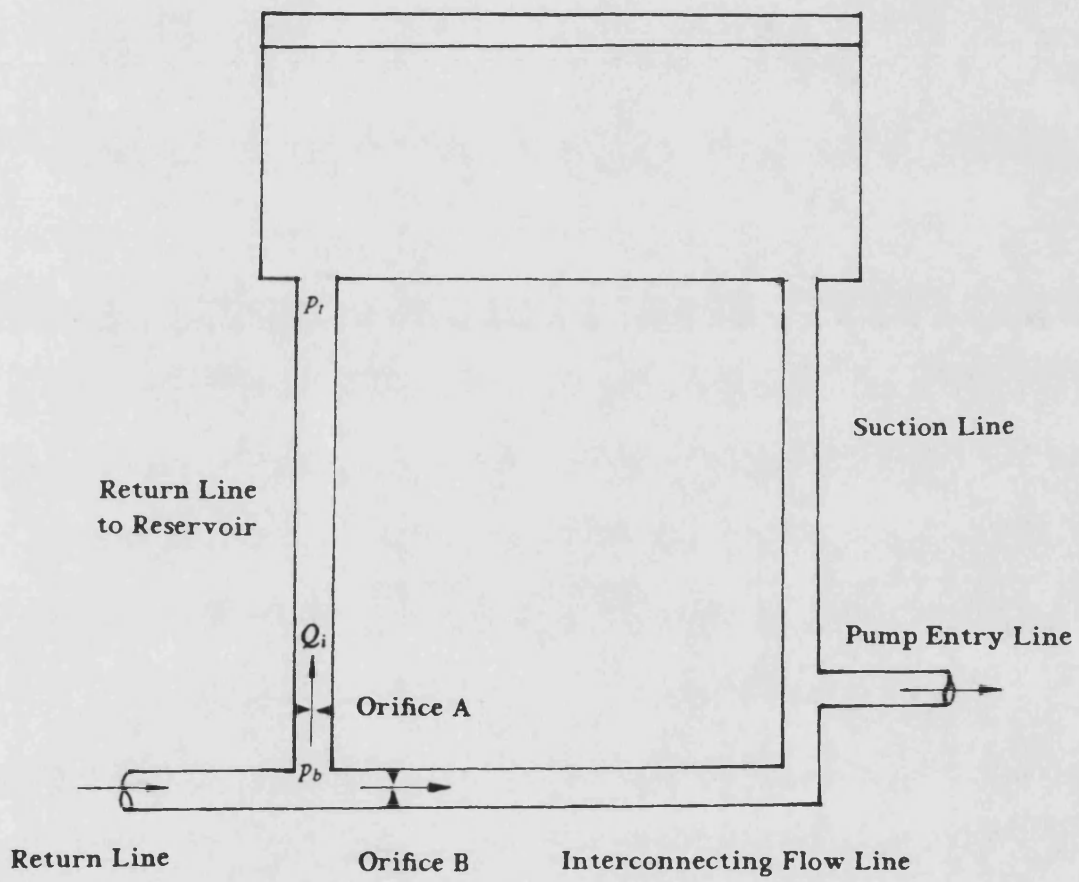 p_t
Suction Line
Return Line
to Reservoir
Q_i
Pump Entry Line
Orifice A
p_b
Return Line
Orifice B
Interconnecting Flow Line